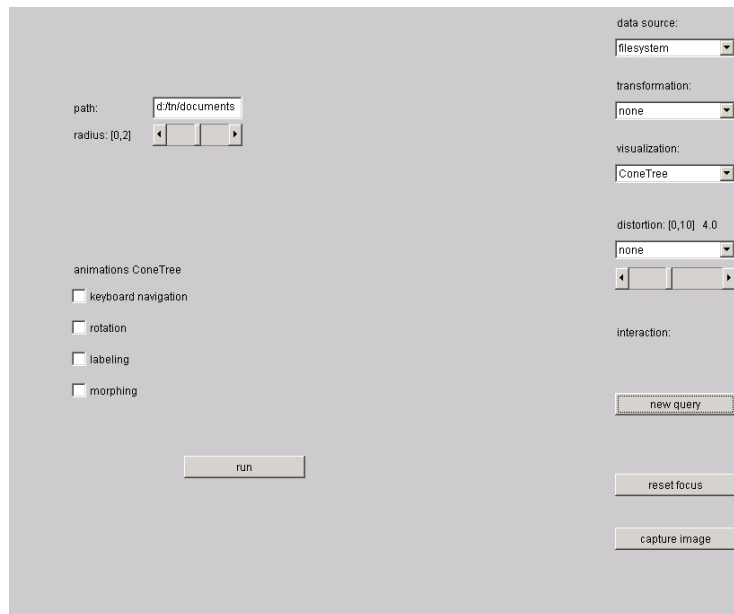 data source:
filesystem
transformation:
none
visualization:
ConeTree
distortion: [0,10] 4.0
none
interaction:
new query
reset focus
capture image
path: d:/tn/documents
radius: [0,2]
animations ConeTree
keyboard navigation
rotation
labeling
morphing
run